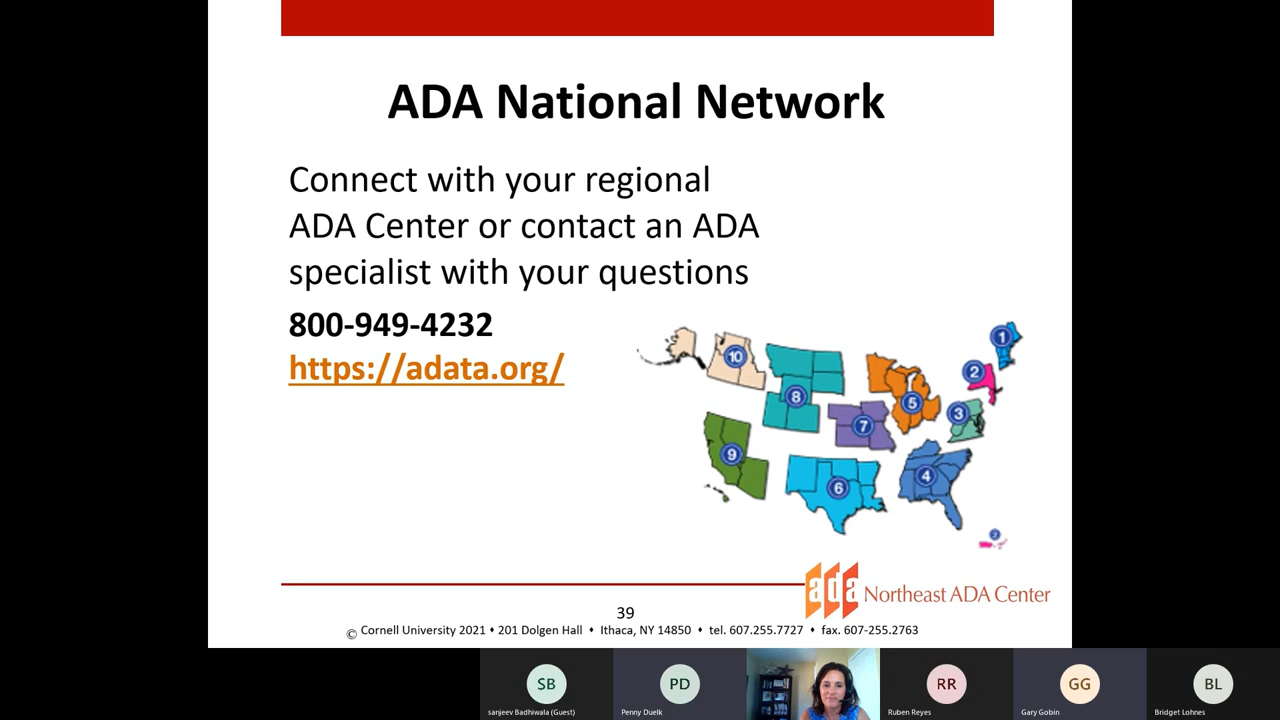 ADA National Network
Connect with your regional
ADA Center or contact an ADA
specialist with your questions
800-949-4232
https://adata.org/
1
10
2
8
5
3
7
9
4
6
2
ada Northeast ADA Center
39
© Cornell University 2021 • 201 Dolgen Hall • Ithaca, NY 14850 • tel. 607.255.7727 • fax. 607-255.2763
SB
PD
RR
GG
BL
sanjeev Badhiwala (Guest)
Penny Duelk
Ruben Reyes
Gary Gobin
Bridget Lohnes